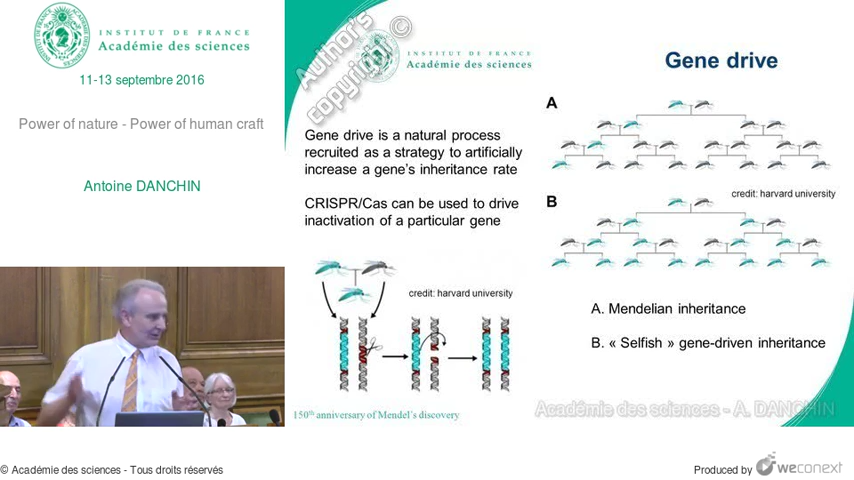 INSTITUT DE FRANCE
Académie des sciences
11-13 septembre 2016
Power of nature - Power of human craft
Antoine DANCHIN
Author's
copyright ©
INSTITUT DE FRANCE
Académie des sciences
Gene drive
Gene drive is a natural process
recruited as a strategy to artificially
increase a gene's inheritance rate
CRISPR/Cas can be used to drive
inactivation of a particular gene
credit: harvard university
150th anniversary of Mendel's discovery
A
credit: harvard university
B
A. Mendelian inheritance
B. « Selfish » gene-driven inheritance
Académie des sciences - A. DANCHIN
© Académie des sciences - Tous droits réservés
Produced by weconext